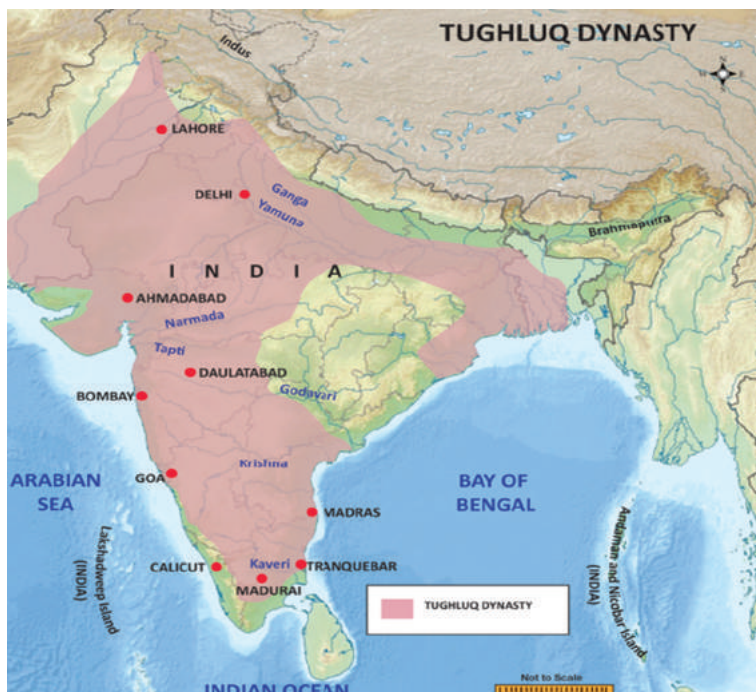 TUGHLUQ DYNASTY
Indus
N
W
E
S
LAHORE
DELHI
Ganga
Yamuna
Brahmaputra
INDIA
AHMADABAD
Narmada
Tapti
DAULATABAD
BOMBAY
Godavari
ARABIAN
SEA
GOA
Krishna
BAY OF
BENGAL
MADRAS
Lakshadweep Island
(INDIA)
Andaman and Nicobar Island
(INDIA)
CALICUT
Kaveri
TRANQUEBAR
MADURAI
TUGHLUQ DYNASTY
INDIAN OCEAN
Not to Scale